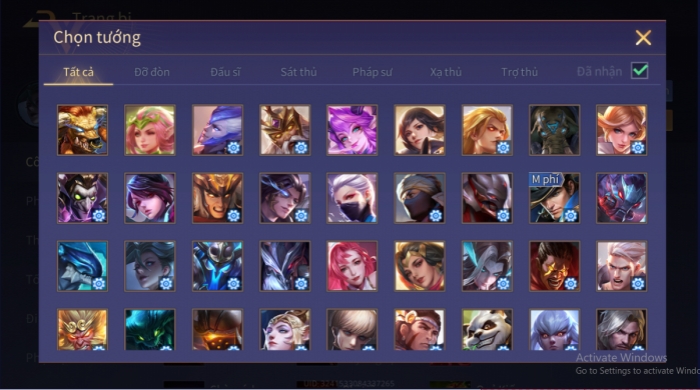 Trang bị
Chọn tướng
Tất cả
Đỡ đòn
Đấu sĩ
Sát thủ
Pháp sư
Xạ thủ
Trợ thủ
Đã nhận
M phí
Activate Windows
Go to Settings to activate Wind